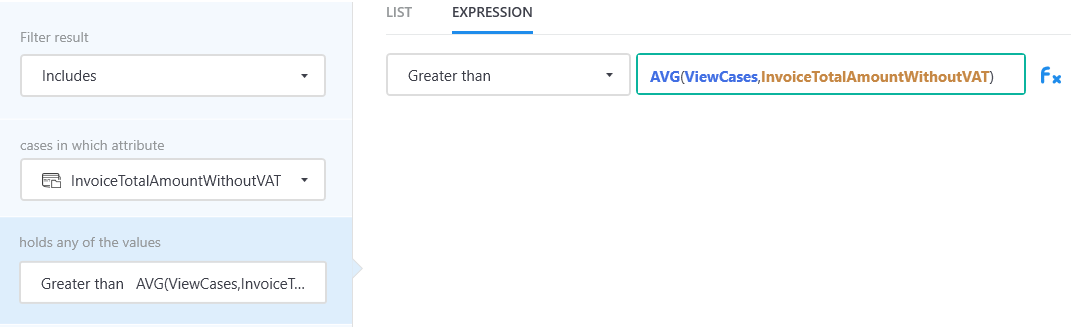 Filter result
Includes
cases in which attribute
InvoiceTotalAmountWithoutVAT
holds any of the values
Greater than AVG(ViewCases,InvoiceT...
LIST EXPRESSION
Greater than AVG(ViewCases,InvoiceTotalAmountWithoutVAT) Fx